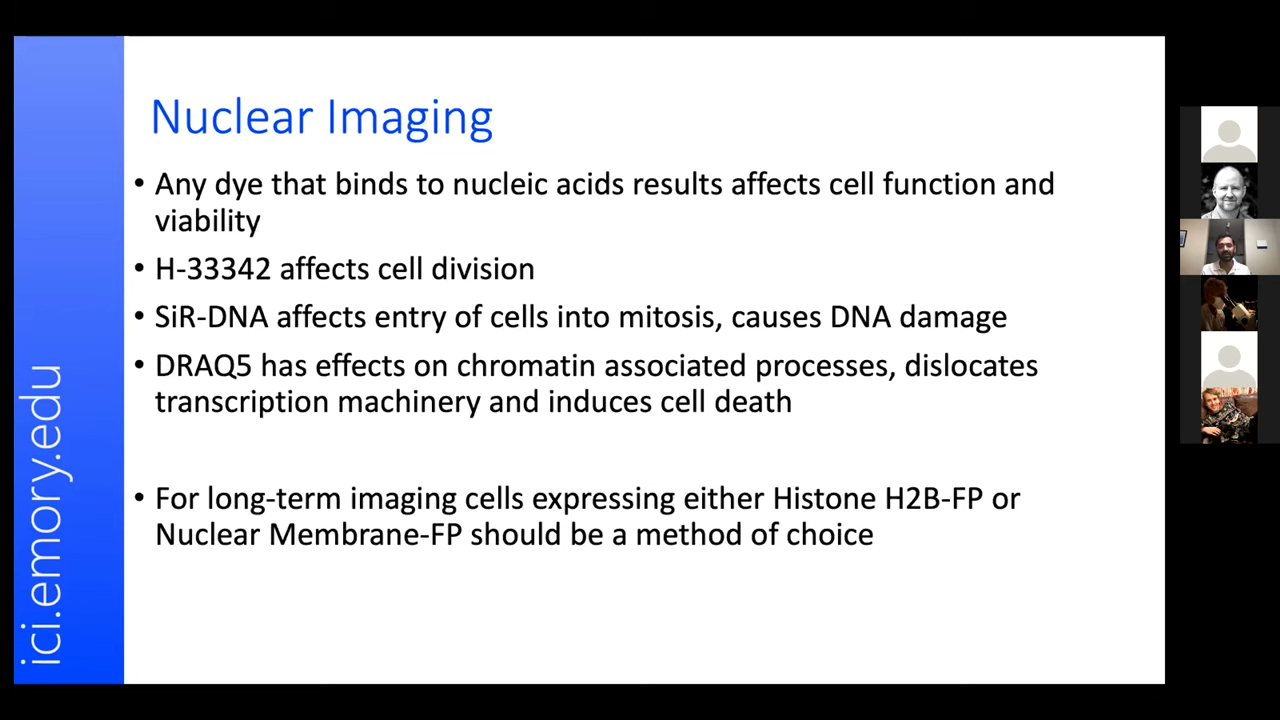 Nuclear Imaging
• Any dye that binds to nucleic acids results affects cell function and
viability
• H-33342 affects cell division
• SiR-DNA affects entry of cells into mitosis, causes DNA damage
• DRAQ5 has effects on chromatin associated processes, dislocates
transcription machinery and induces cell death
• For long-term imaging cells expressing either Histone H2B-FP or
Nuclear Membrane-FP should be a method of choice
ici.emory.edu